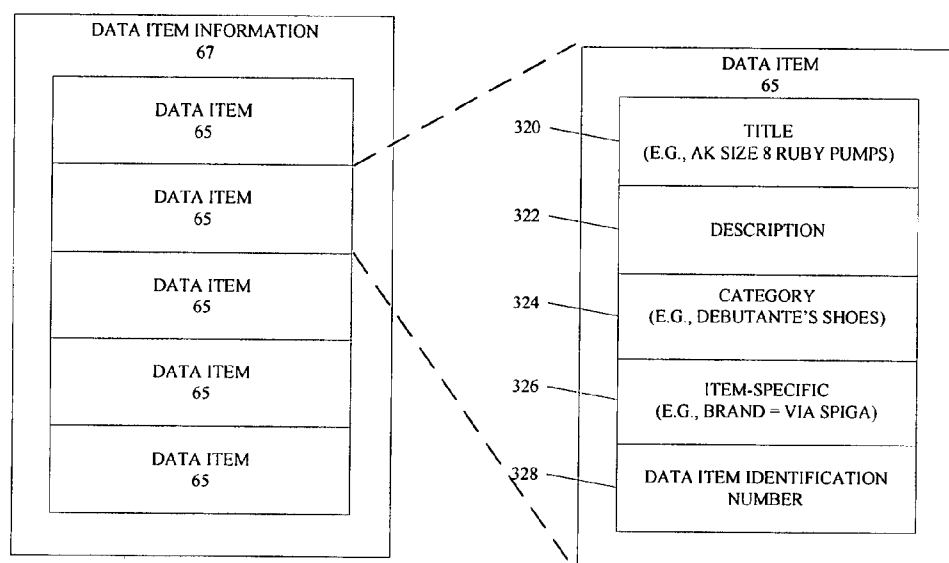 DATA ITEM INFORMATION
67
DATA ITEM
65
DATA ITEM
65
DATA ITEM
65
DATA ITEM
65
DATA ITEM
65
DATA ITEM
65
320
TITLE
(E.G., AK SIZE 8 RUBY PUMPS)
322
DESCRIPTION
324
CATEGORY
(E.G., DEBUTANTE'S SHOES)
326
ITEM-SPECIFIC
(E.G., BRAND = VIA SPIGA)
328
DATA ITEM IDENTIFICATION
NUMBER